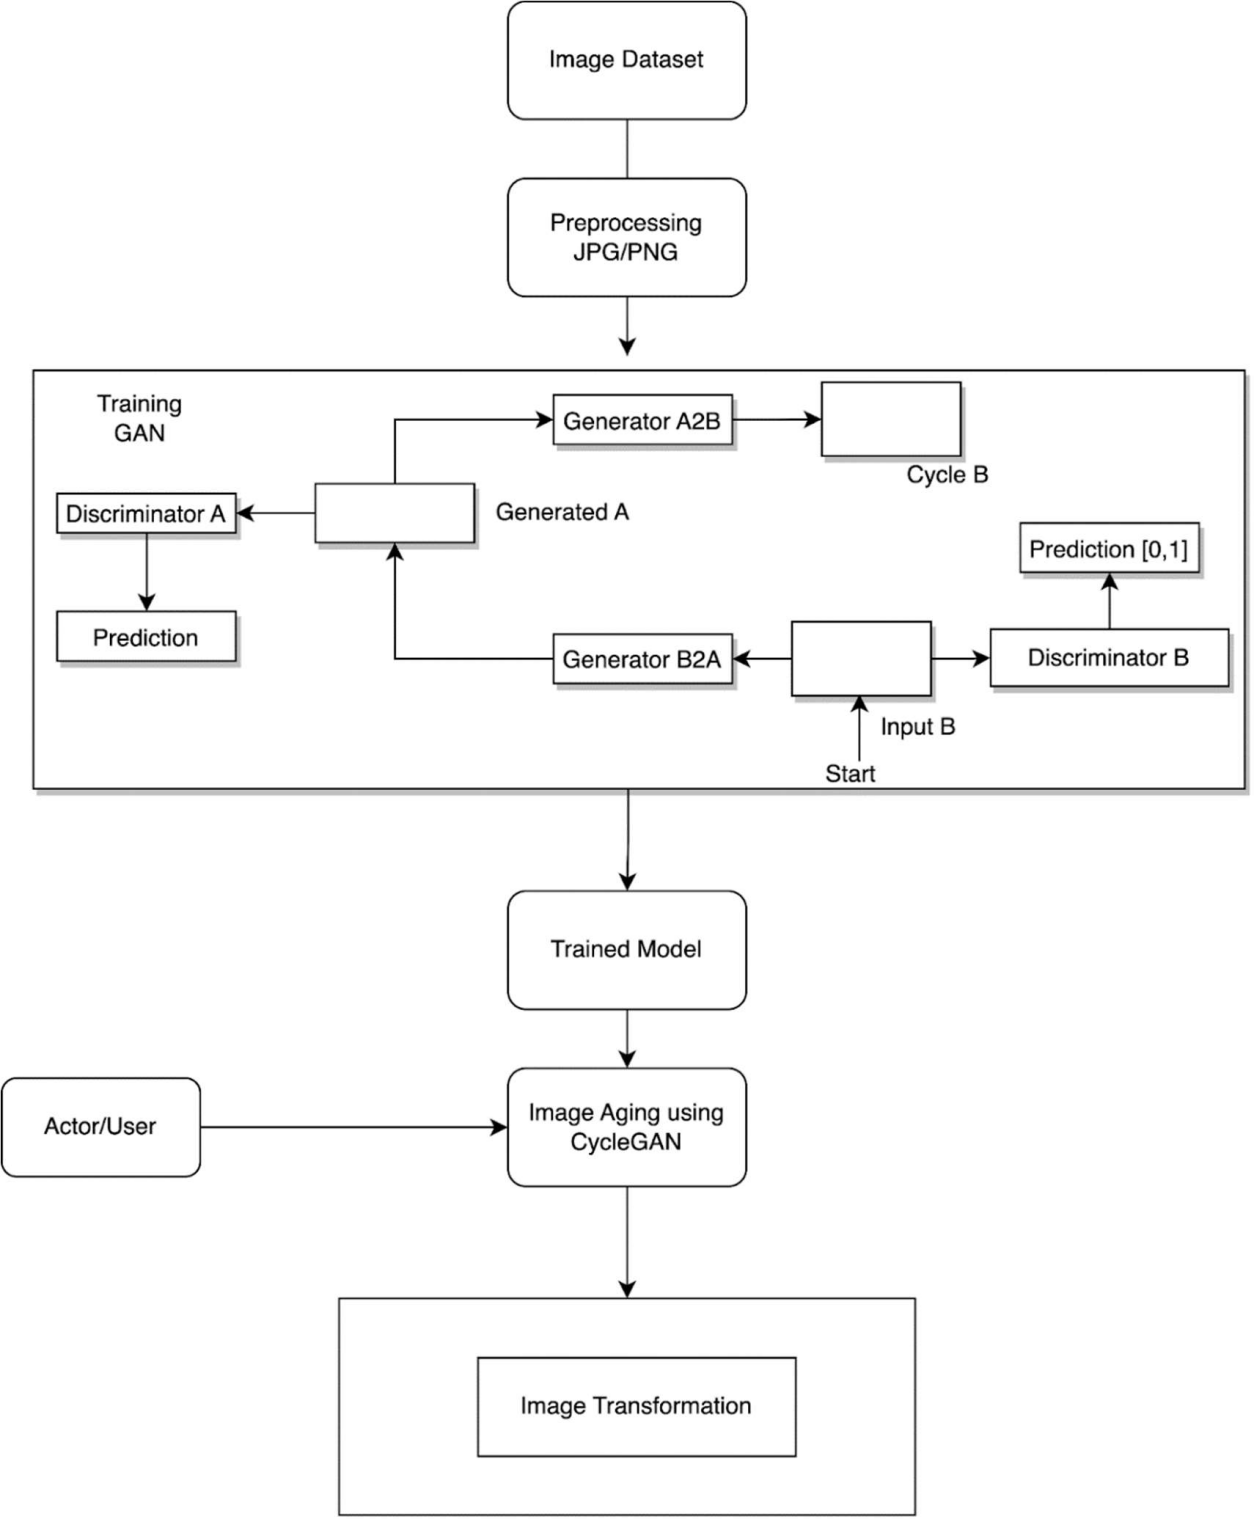 Image Dataset
Preprocessing
JPG/PNG
Training
GAN
Generator A2B
Cycle B
Discriminator A
Generated A
Prediction [0,1]
Prediction
Generator B2A
Discriminator B
Input B
Start
Trained Model
Actor/User
Image Aging using
CycleGAN
Image Transformation